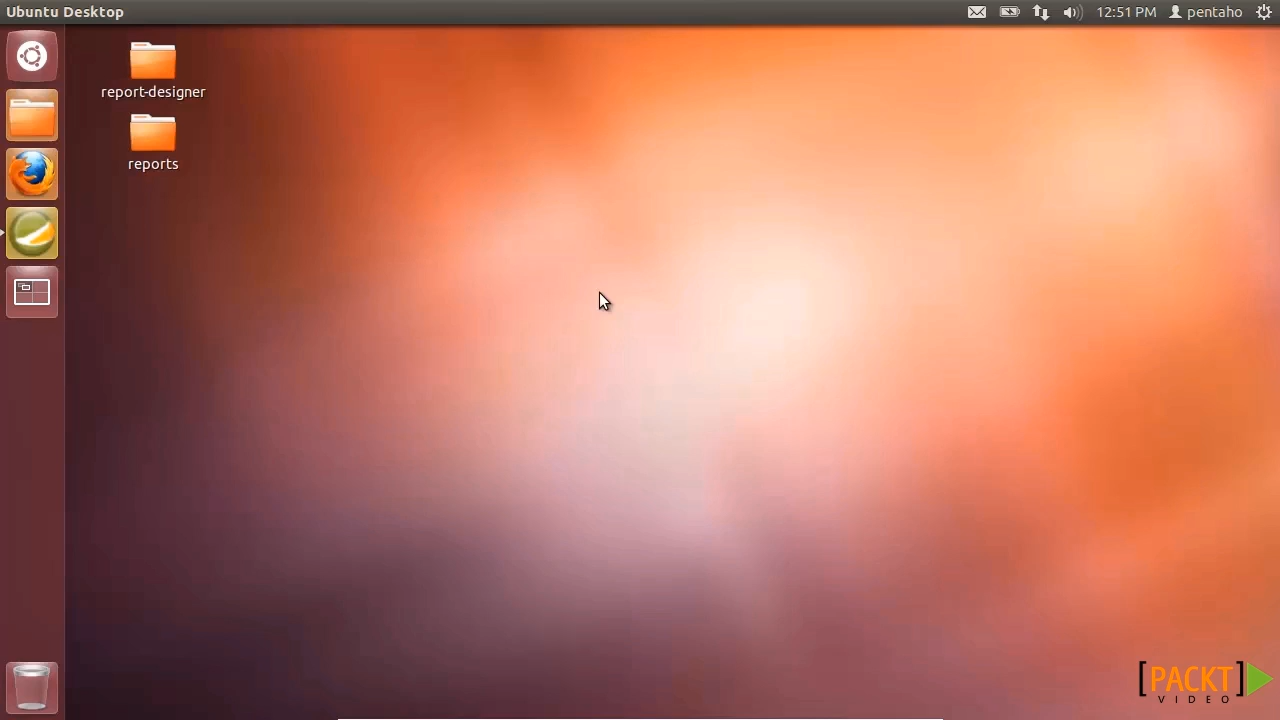 Ubuntu Desktop
12:51 PM
pentaho
report-designer
reports
[PACKT]
VIDEO